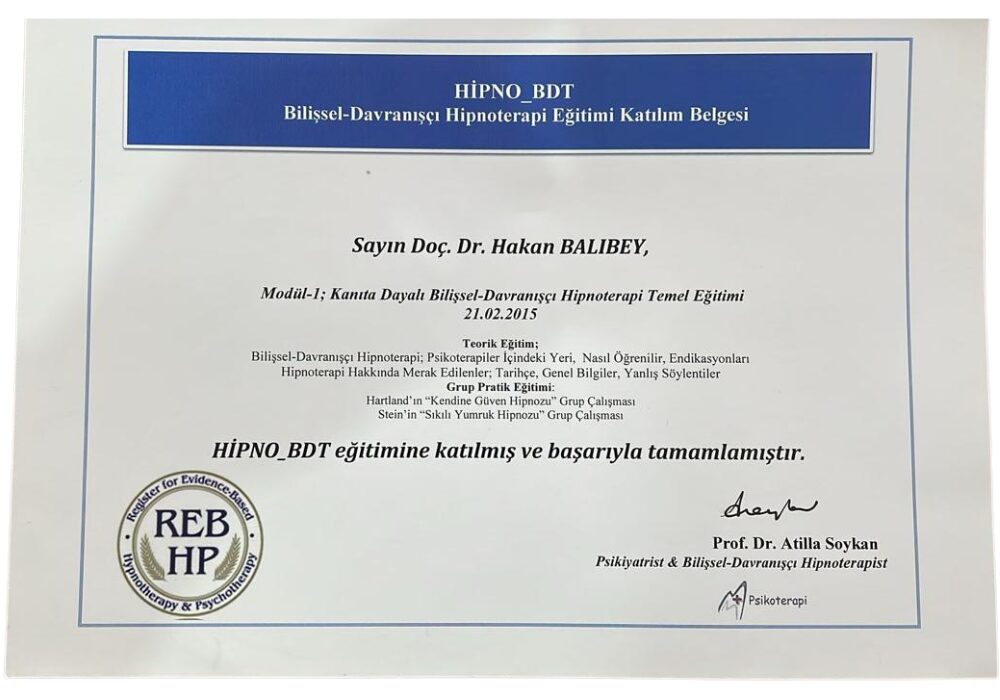 HİPNO_BDT
Bilişsel-Davranışçı Hipnoterapi Eğitimi Katılım Belgesi
Sayın Doç. Dr. Hakan BALIBEY,
Modül-1; Kanıta Dayalı Bilişsel-Davranışçı Hipnoterapi Temel Eğitimi
21.02.2015
Teorik Eğitim;
Bilişsel-Davranışçı Hipnoterapi; Psikoterapiler İçindeki Yeri, Nasıl Öğrenilir, Endikasyonları
Hipnoterapi Hakkında Merak Edilenler; Tarihçe, Genel Bilgiler, Yanlış Söylentiler
Grup Pratik Eğitimi:
Hartland’ın “Kendine Güven Hipnozu” Grup Çalışması
Stein’in “Sıkılı Yumruk Hipnozu” Grup Çalışması
HİPNO_BDT eğitimine katılmış ve başarıyla tamamlamıştır.
Register for Evidence-Based
REB
HP
Hypnotherapy & Psychotherapy
Prof. Dr. Atilla Soykan
Psikiyatrist & Bilişsel-Davranışçı Hipnoterapist
Psikoterapi